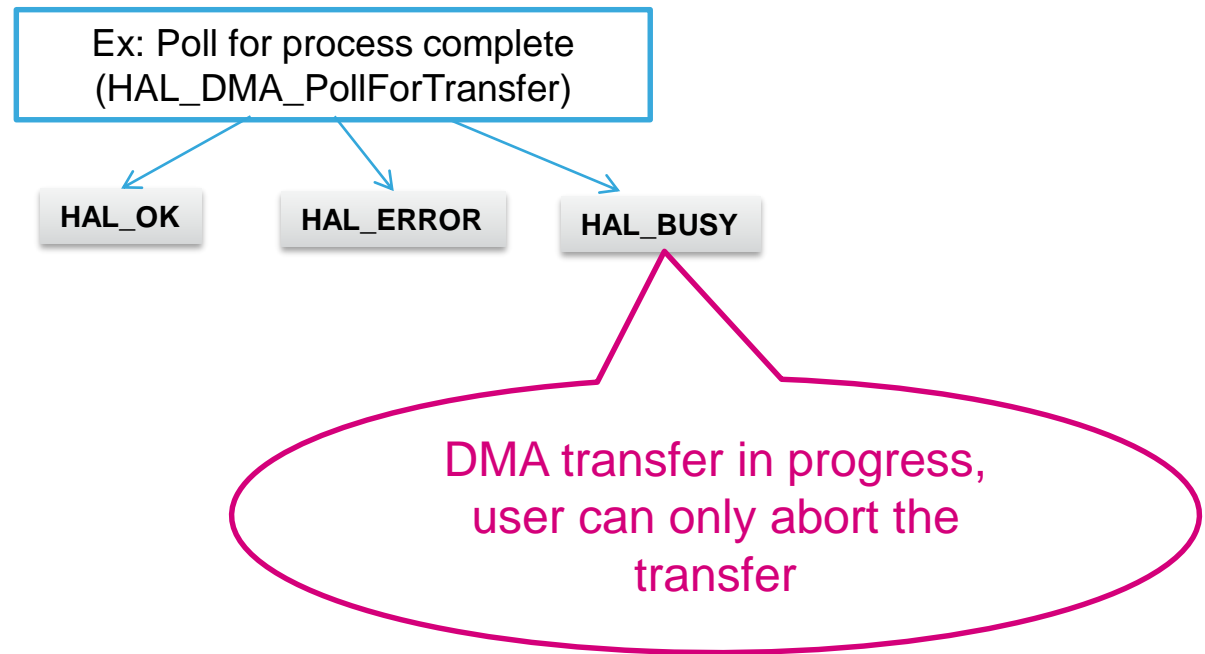 Ex: Poll for process complete
(HAL_DMA_PollForTransfer)
HAL_OK
HAL_ERROR
HAL_BUSY
DMA transfer in progress,
user can only abort the
transfer